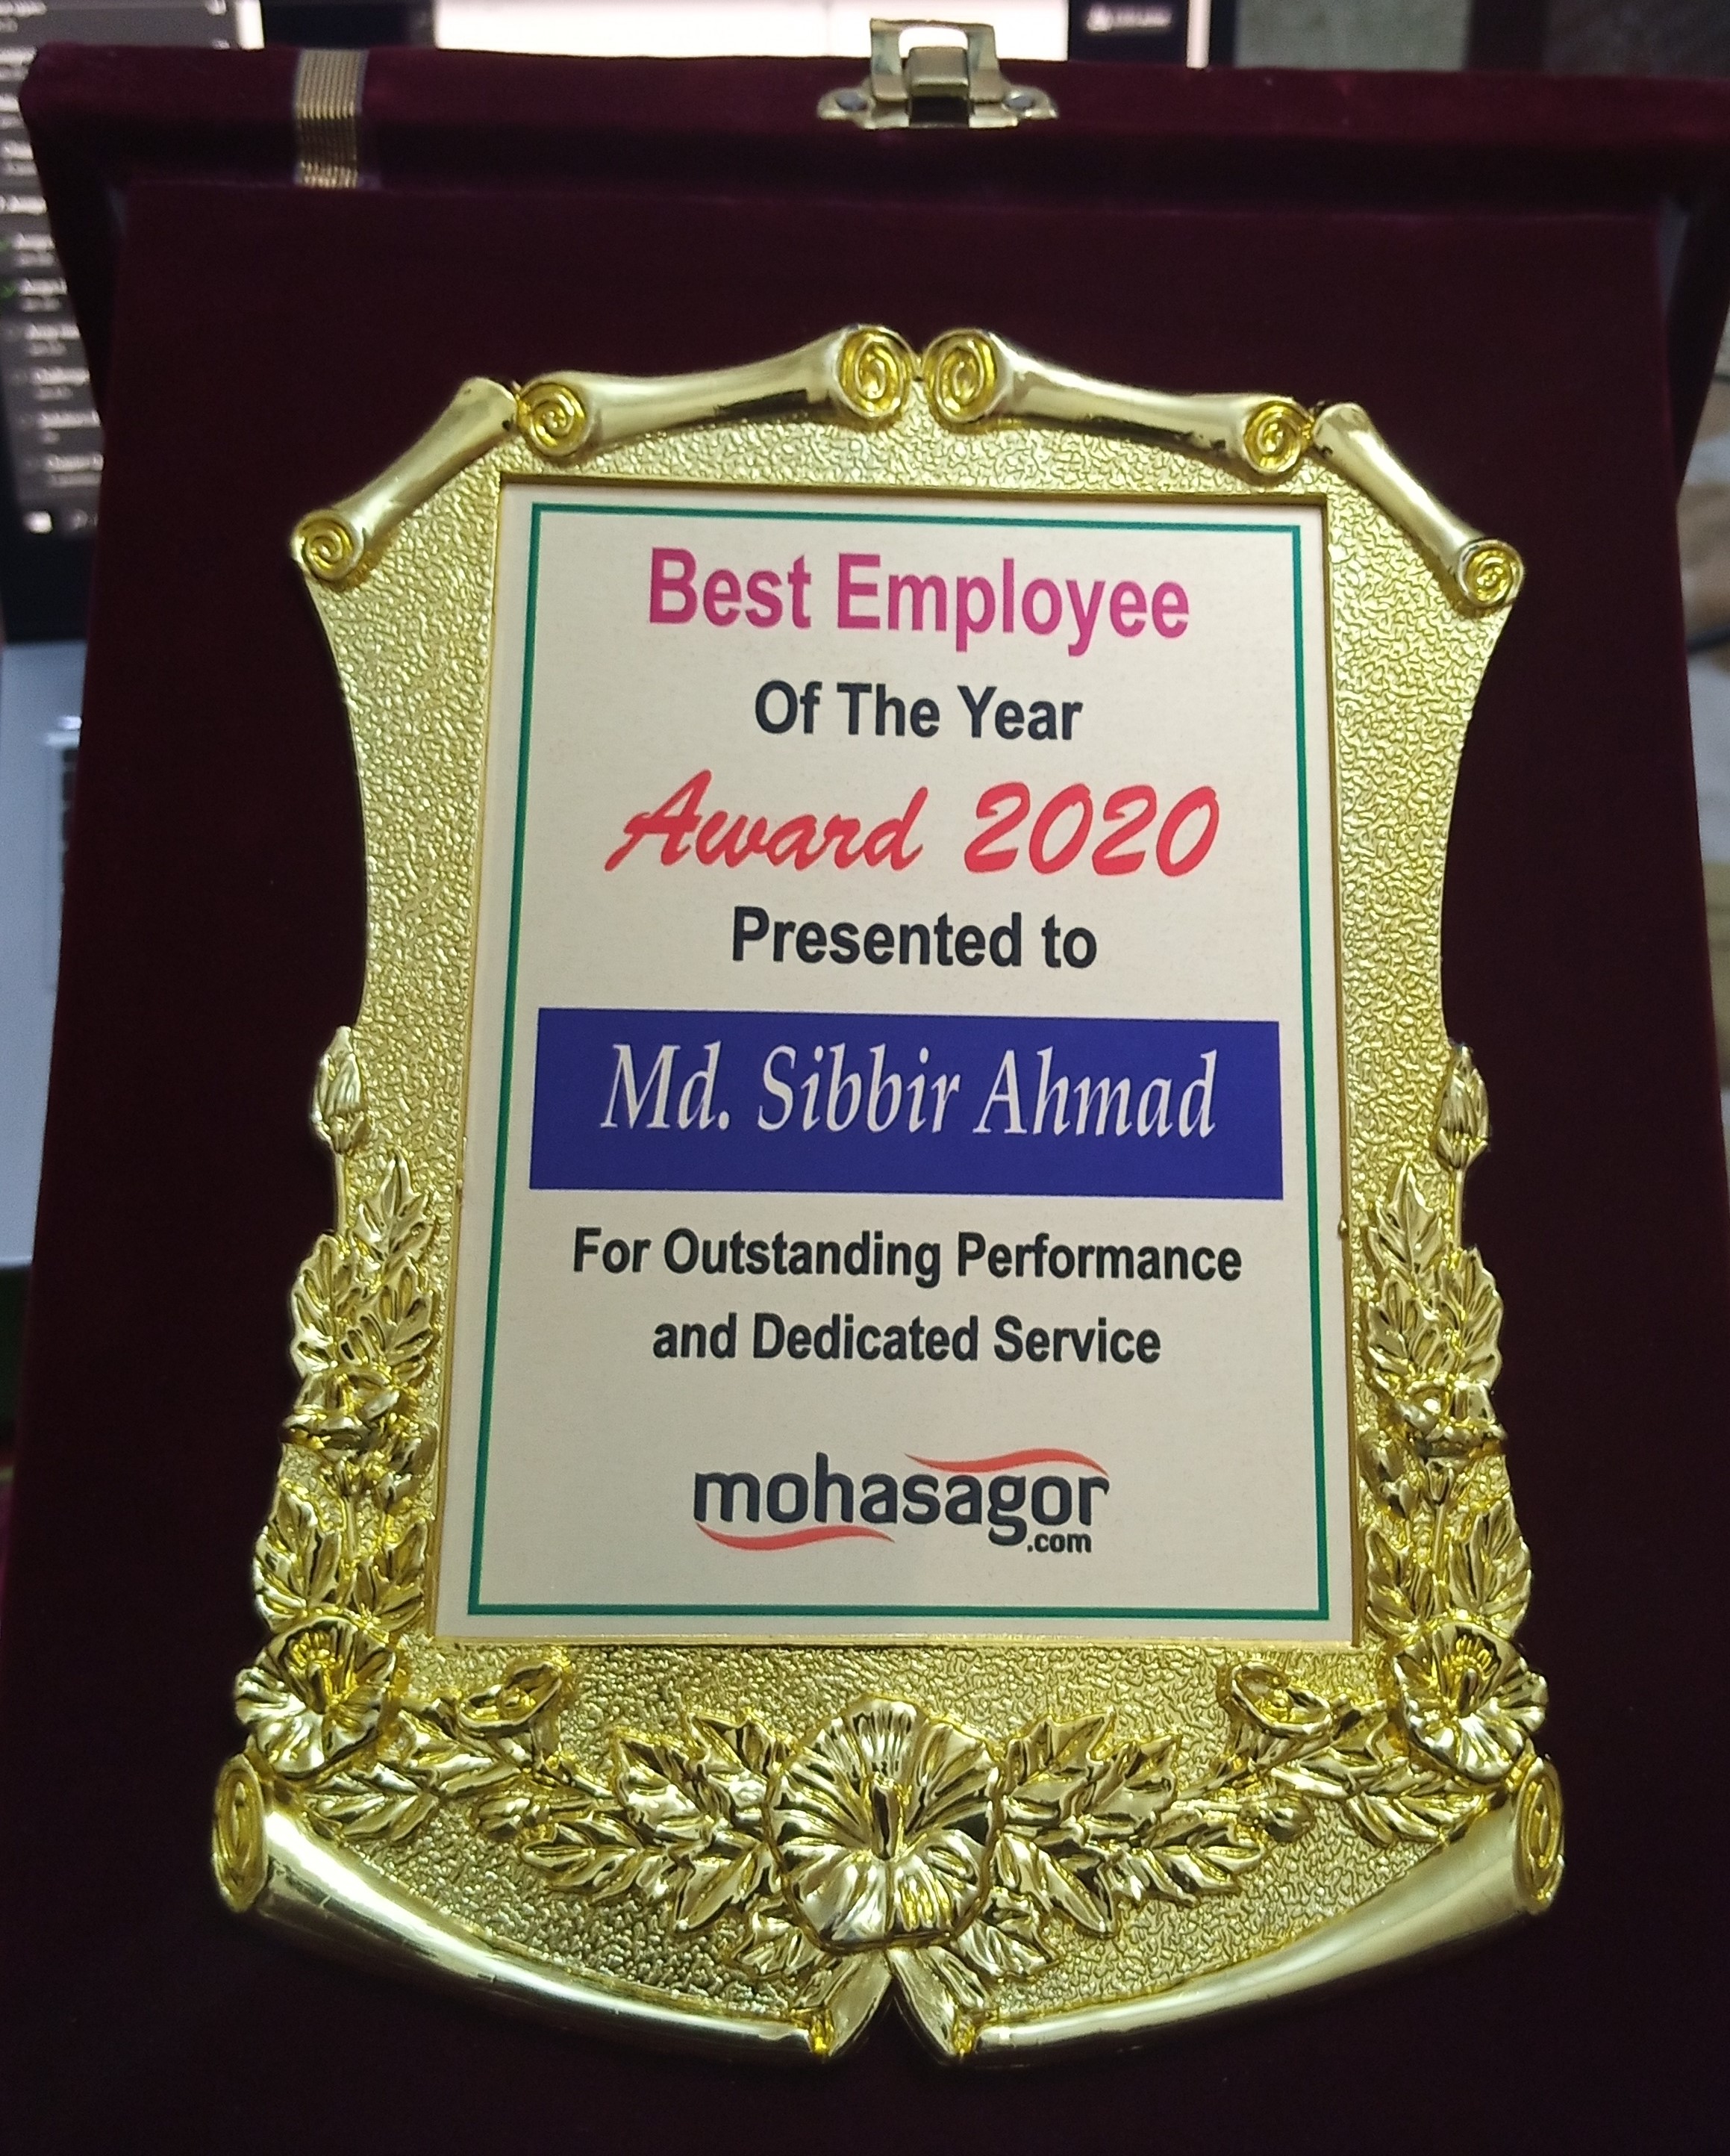 Best Employee
Of The Year
Award 2020
Presented to
Md. Sibbir Ahmad
For Outstanding Performance
and Dedicated Service
mohasagor
.com